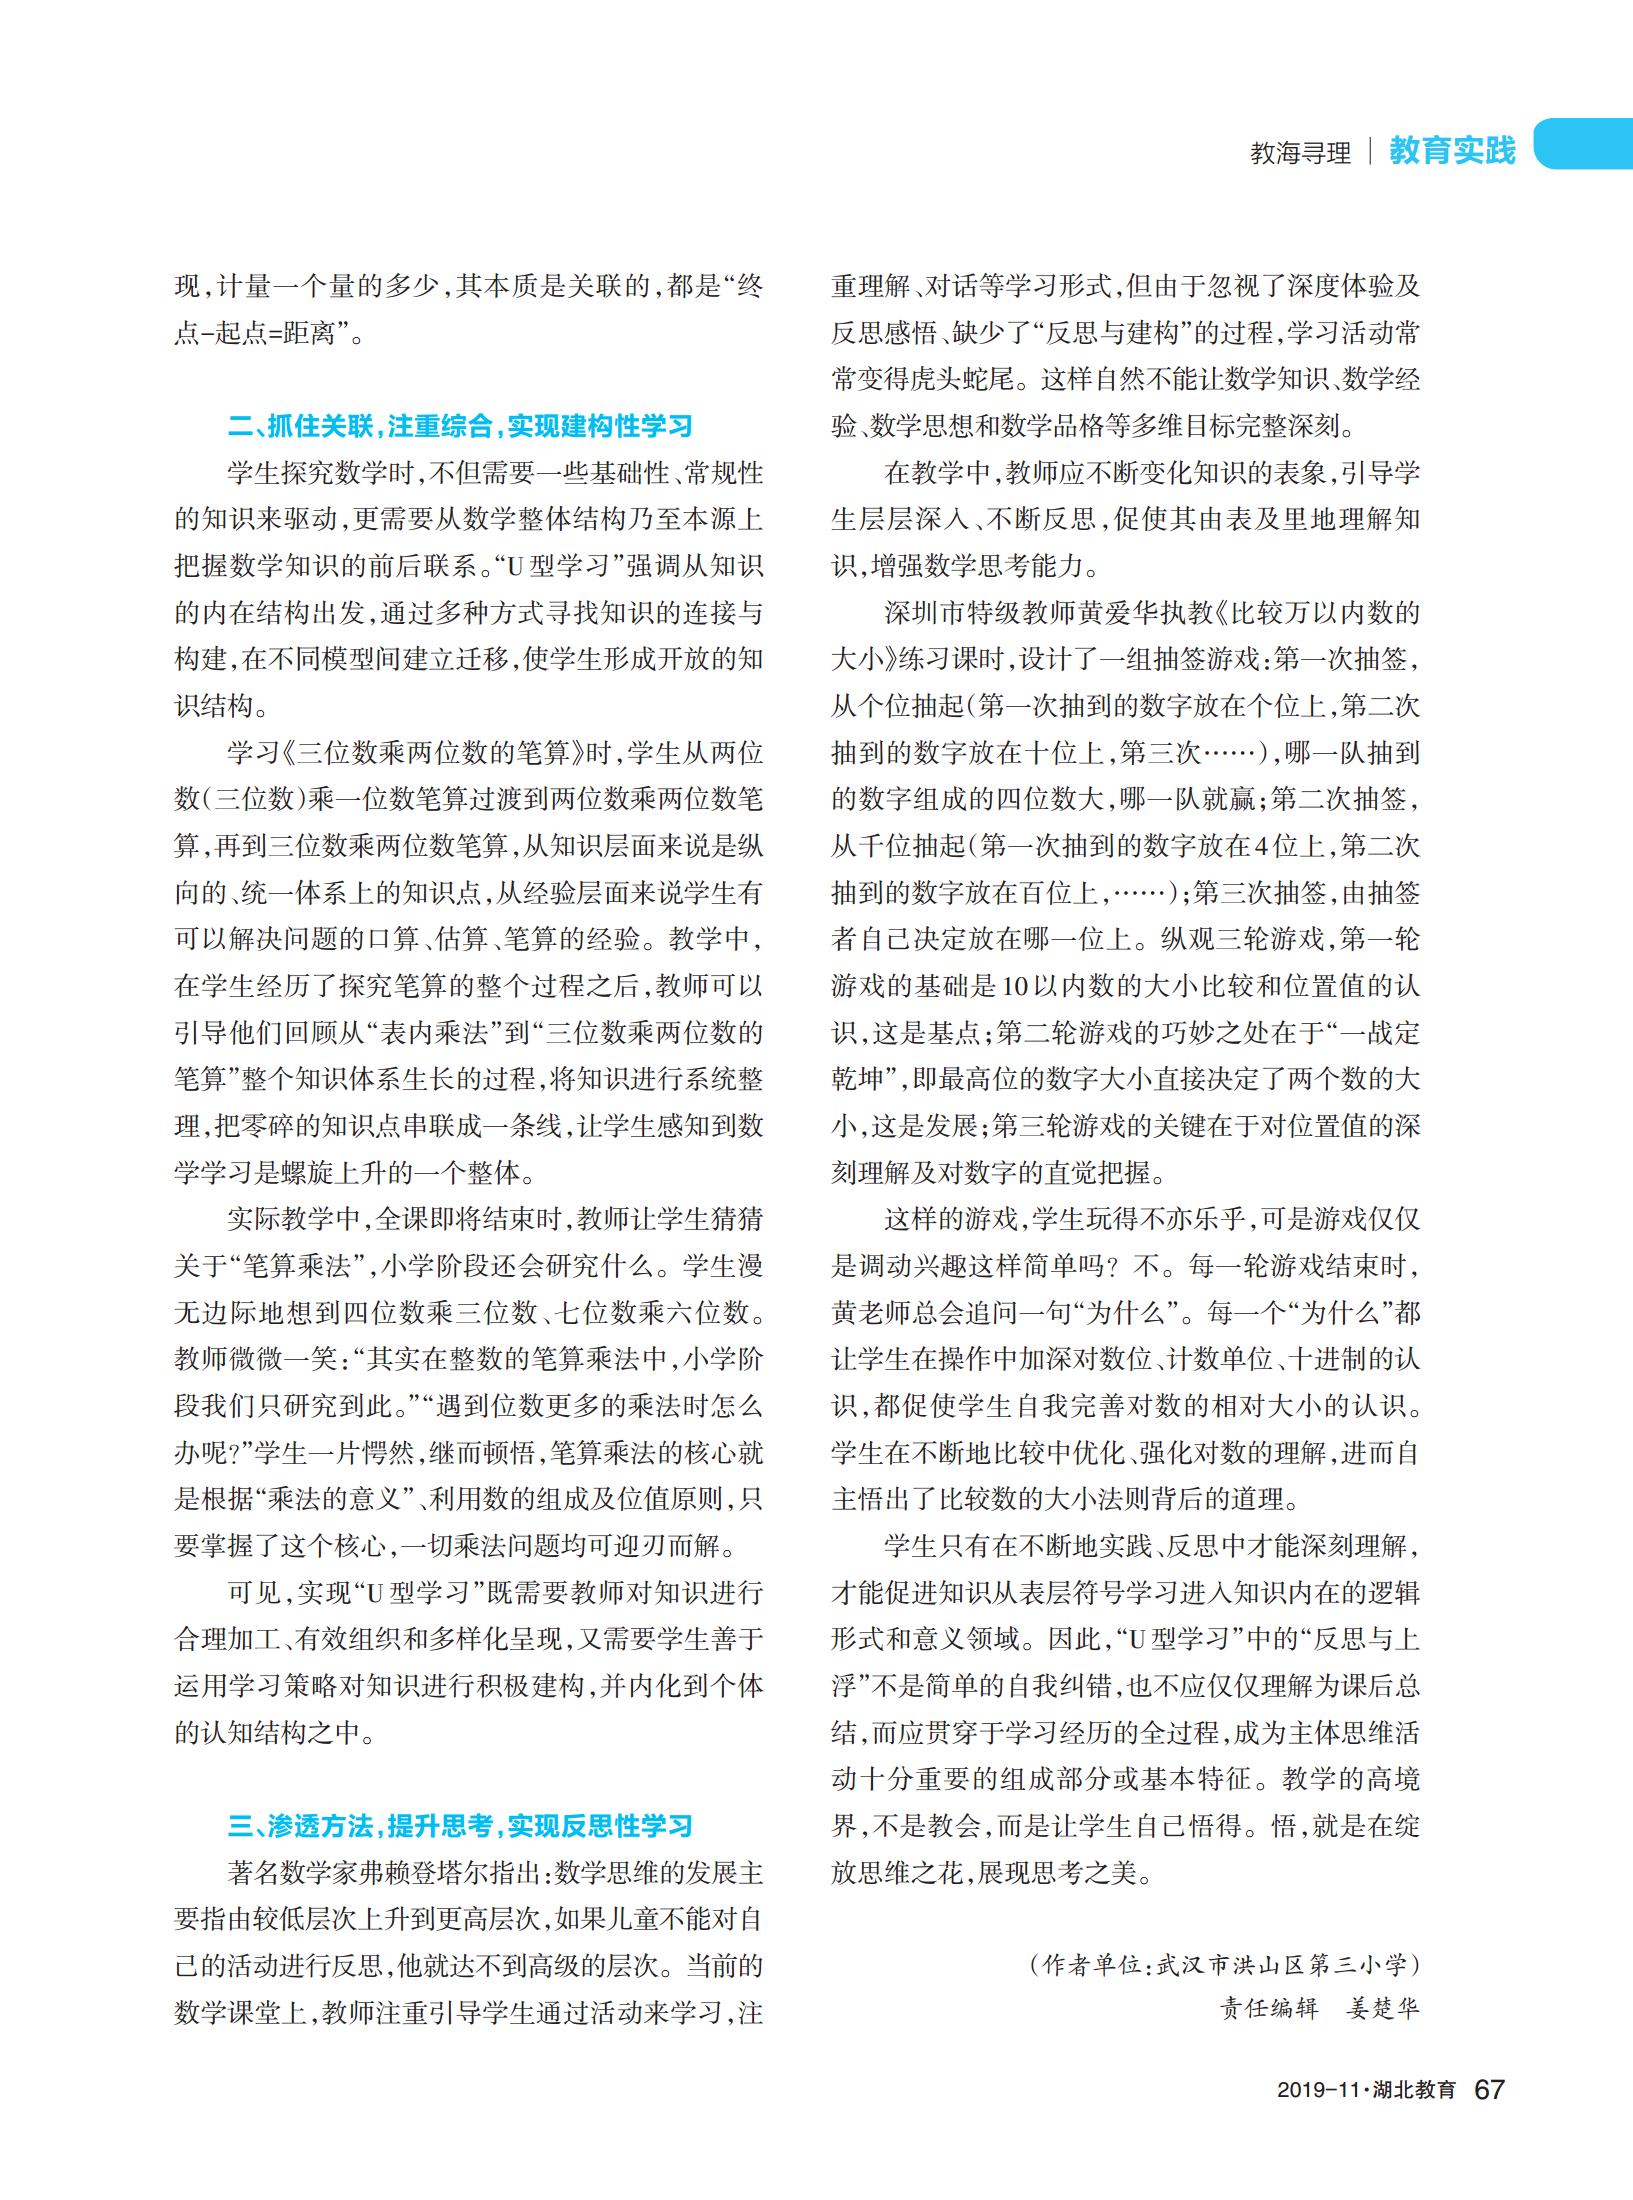 教海寻理｜教育实践
现,计量一个量的多少,其本质是关联的,都是“终
点-起点=距离”。
二、抓住关联,注重综合,实现建构性学习
学生探究数学时,不但需要一些基础性、常规性
的知识来驱动,更需要从数学整体结构乃至本源上
把握数学知识的前后联系。“U型学习”强调从知识
的内在结构出发,通过多种方式寻找知识的连接与
构建,在不同模型间建立迁移,使学生形成开放的知
识结构。
学习《三位数乘两位数的笔算》时,学生从两位
数(三位数)乘一位数笔算过渡到两位数乘两位数笔
算,再到三位数乘两位数笔算,从知识层面来说是纵
向的、统一体系上的知识点,从经验层面来说学生有
可以解决问题的口算、估算、笔算的经验。教学中,
在学生经历了探究笔算的整个过程之后,教师可以
引导他们回顾从“表内乘法”到“三位数乘两位数的
笔算”整个知识体系生长的过程,将知识进行系统整
理,把零碎的知识点串联成一条线,让学生感知到数
学学习是螺旋上升的一个整体。
实际教学中,全课即将结束时,教师让学生猜猜
关于“笔算乘法”,小学阶段还会研究什么。学生漫
无边际地想到四位数乘三位数、七位数乘六位数。
教师微微一笑:“其实在整数的笔算乘法中,小学阶
段我们只研究到此。”“遇到位数更多的乘法时怎么
办呢?”学生一片愕然,继而顿悟,笔算乘法的核心就
是根据“乘法的意义”、利用数的组成及位值原则,只
要掌握了这个核心,一切乘法问题均可迎刃而解。
可见,实现“U型学习”既需要教师对知识进行
合理加工、有效组织和多样化呈现,又需要学生善于
运用学习策略对知识进行积极建构,并内化到个体
的认知结构之中。
三、渗透方法,提升思考,实现反思性学习
著名数学家弗赖登塔尔指出:数学思维的发展主
要指由较低层次上升到更高层次,如果儿童不能对自
己的活动进行反思,他就达不到高级的层次。当前的
数学课堂上,教师注重引导学生通过活动来学习,注
重理解、对话等学习形式,但由于忽视了深度体验及
反思感悟、缺少了“反思与建构”的过程,学习活动常
常变得虎头蛇尾。这样自然不能让数学知识、数学经
验、数学思想和数学品格等多维目标完整深刻。
在教学中,教师应不断变化知识的表象,引导学
生层层深入、不断反思,促使其由表及里地理解知
识,增强数学思考能力。
深圳市特级教师黄爱华执教《比较万以内数的
大小》练习课时,设计了一组抽签游戏:第一次抽签,
从个位抽起(第一次抽到的数字放在个位上,第二次
抽到的数字放在十位上,第三次……),哪一队抽到
的数字组成的四位数大,哪一队就赢;第二次抽签,
从千位抽起(第一次抽到的数字放在4位上,第二次
抽到的数字放在百位上,……);第三次抽签,由抽签
者自己决定放在哪一位上。纵观三轮游戏,第一轮
游戏的基础是10以内数的大小比较和位置值的认
识,这是基点;第二轮游戏的巧妙之处在于“一战定
乾坤”,即最高位的数字大小直接决定了两个数的大
小,这是发展;第三轮游戏的关键在于对位置值的深
刻理解及对数字的直觉把握。
这样的游戏,学生玩得不亦乐乎,可是游戏仅仅
是调动兴趣这样简单吗？不。每一轮游戏结束时,
黄老师总会追问一句“为什么”。每一个“为什么”都
让学生在操作中加深对数位、计数单位、十进制的认
识,都促使学生自我完善对数的相对大小的认识。
学生在不断地比较中优化、强化对数的理解,进而自
主悟出了比较数的大小法则背后的道理。
学生只有在不断地实践、反思中才能深刻理解,
才能促进知识从表层符号学习进入知识内在的逻辑
形式和意义领域。因此,“U型学习”中的“反思与上
浮”不是简单的自我纠错,也不应仅仅理解为课后总
结,而应贯穿于学习经历的全过程,成为主体思维活
动十分重要的组成部分或基本特征。教学的高境
界,不是教会,而是让学生自己悟得。悟,就是在绽
放思维之花,展现思考之美。
(作者单位:武汉市洪山区第三小学)
责任编辑　姜楚华
2019-11·湖北教育 67